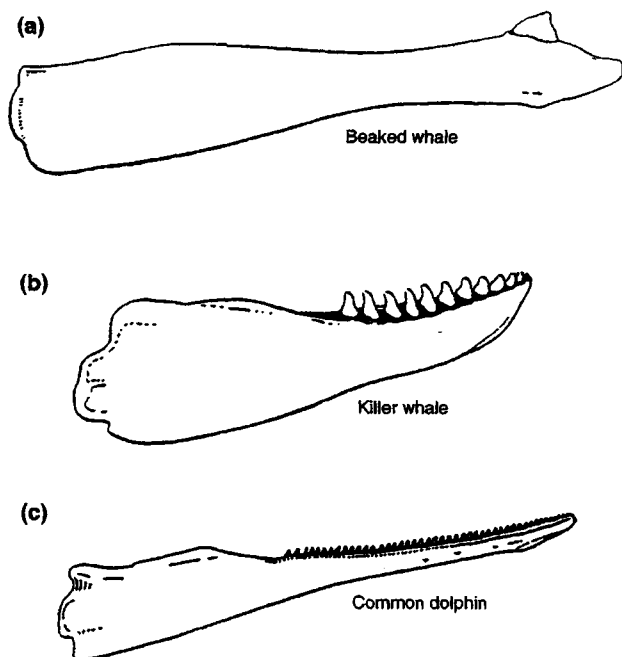 (a)
Beaked whale
(b)
Killer whale
(c)
Common dolphin